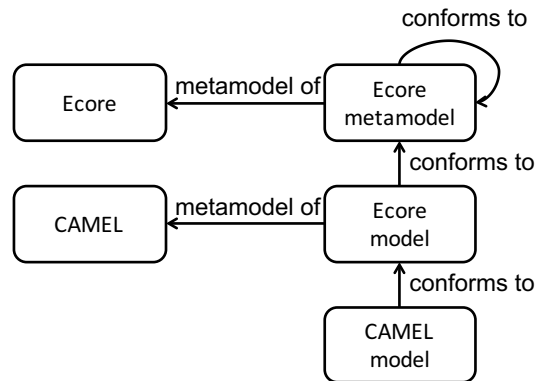 conforms to
Ecore
metamodel of
Ecore
metamodel
conforms to
CAMEL
metamodel of
Ecore
model
conforms to
CAMEL
model